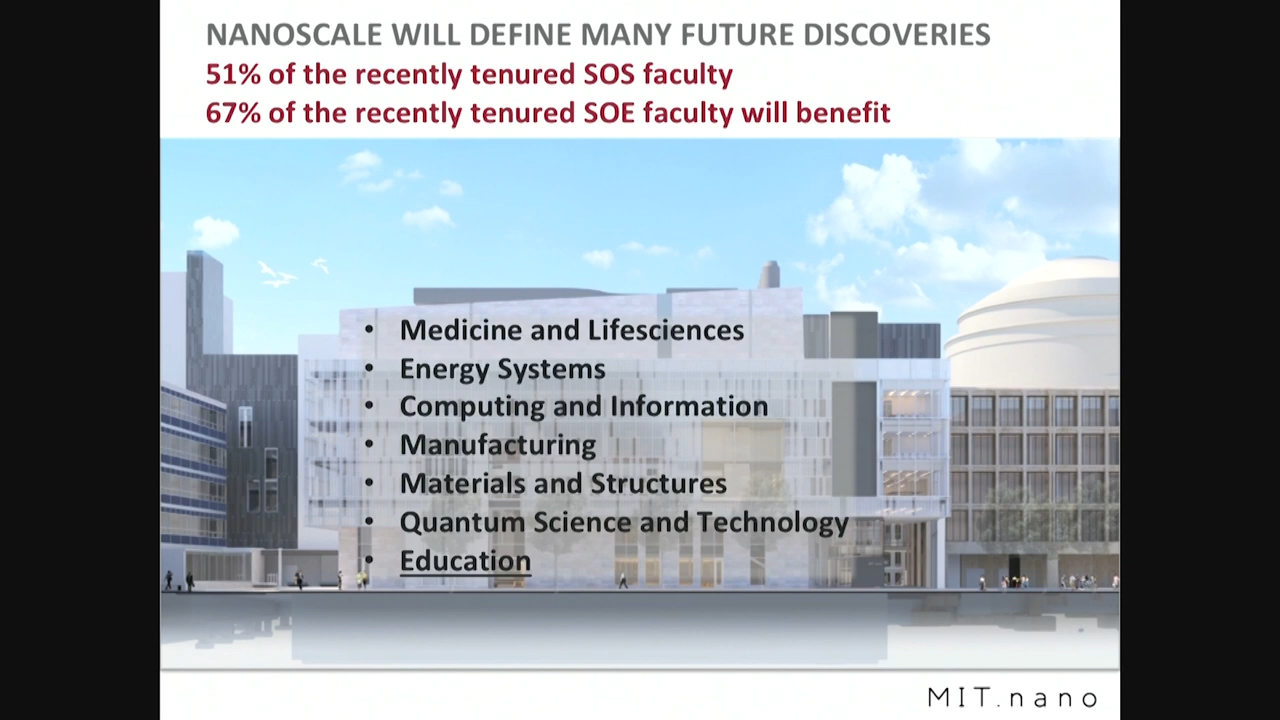 NANOSCALE WILL DEFINE MANY FUTURE DISCOVERIES
51% of the recently tenured SOS faculty
67% of the recently tenured SOE faculty will benefit
• Medicine and Lifesciences
• Energy Systems
• Computing and Information
• Manufacturing
• Materials and Structures
• Quantum Science and Technology
• Education
MIT.nano